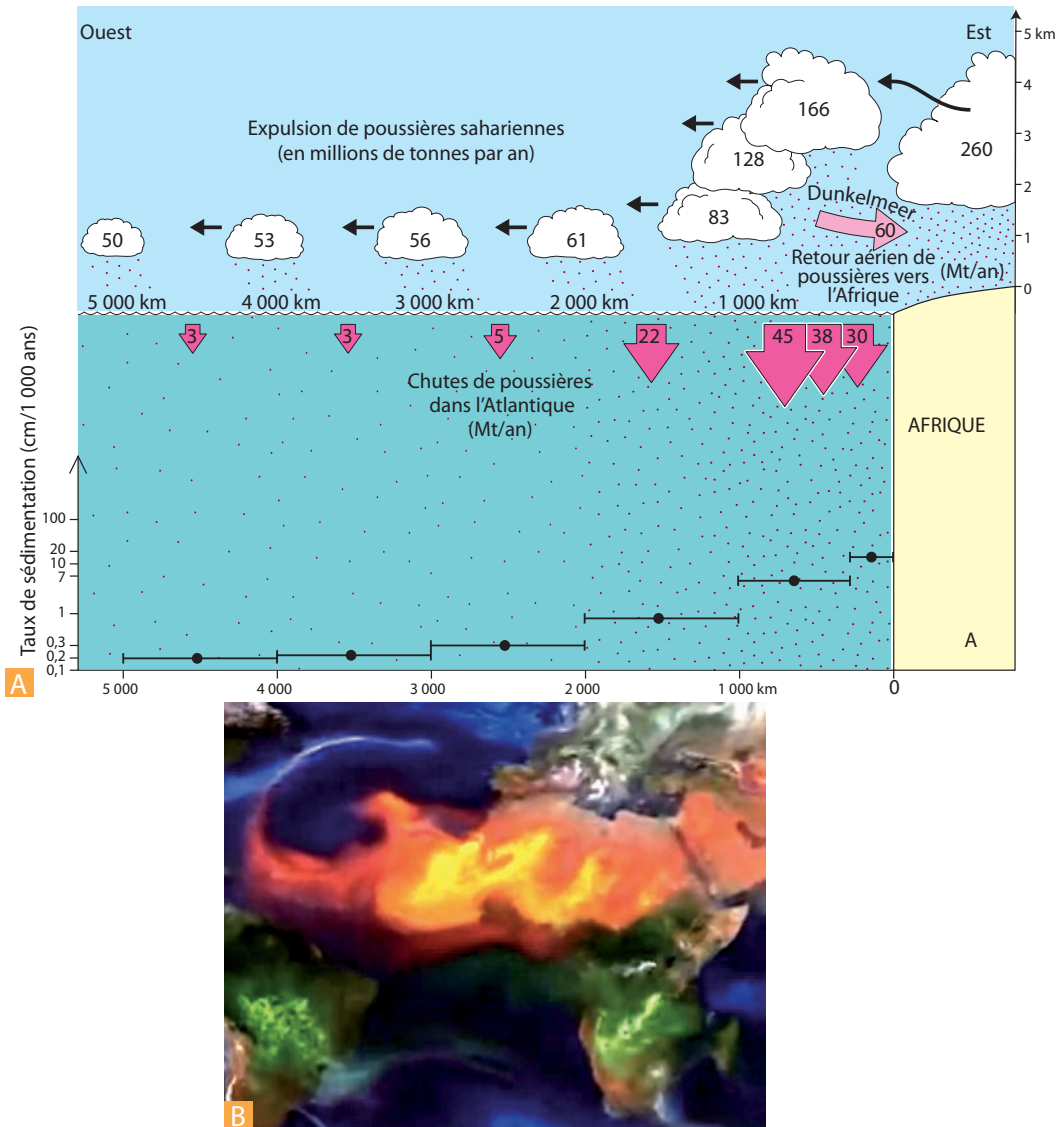 Ouest
Est
5 km
4
3
2
1
0
Expulsion de poussières sahariennes
(en millions de tonnes par an)
166
260
128
83
50
53
56
61
Dunkelmeer
60
Retour aérien de
poussières vers
l'Afrique
(Mt/an)
5 000 km
4 000 km
3 000 km
2 000 km
1 000 km
3
3
5
22
45
38
30
Chutes de poussières
dans l'Atlantique
(Mt/an)
AFRIQUE
Taux de sédimentation (cm/1 000 ans)
100
20
10
7
1
0,3
0,2
0,1
A
A
5 000
4 000
3 000
2 000
1 000 km
0
B